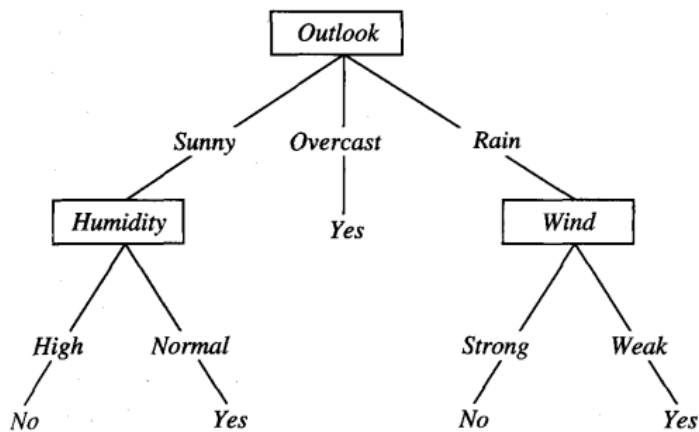 Outlook
Sunny Overcast Rain
Humidity Yes Wind
High Normal Strong Weak
No Yes No Yes